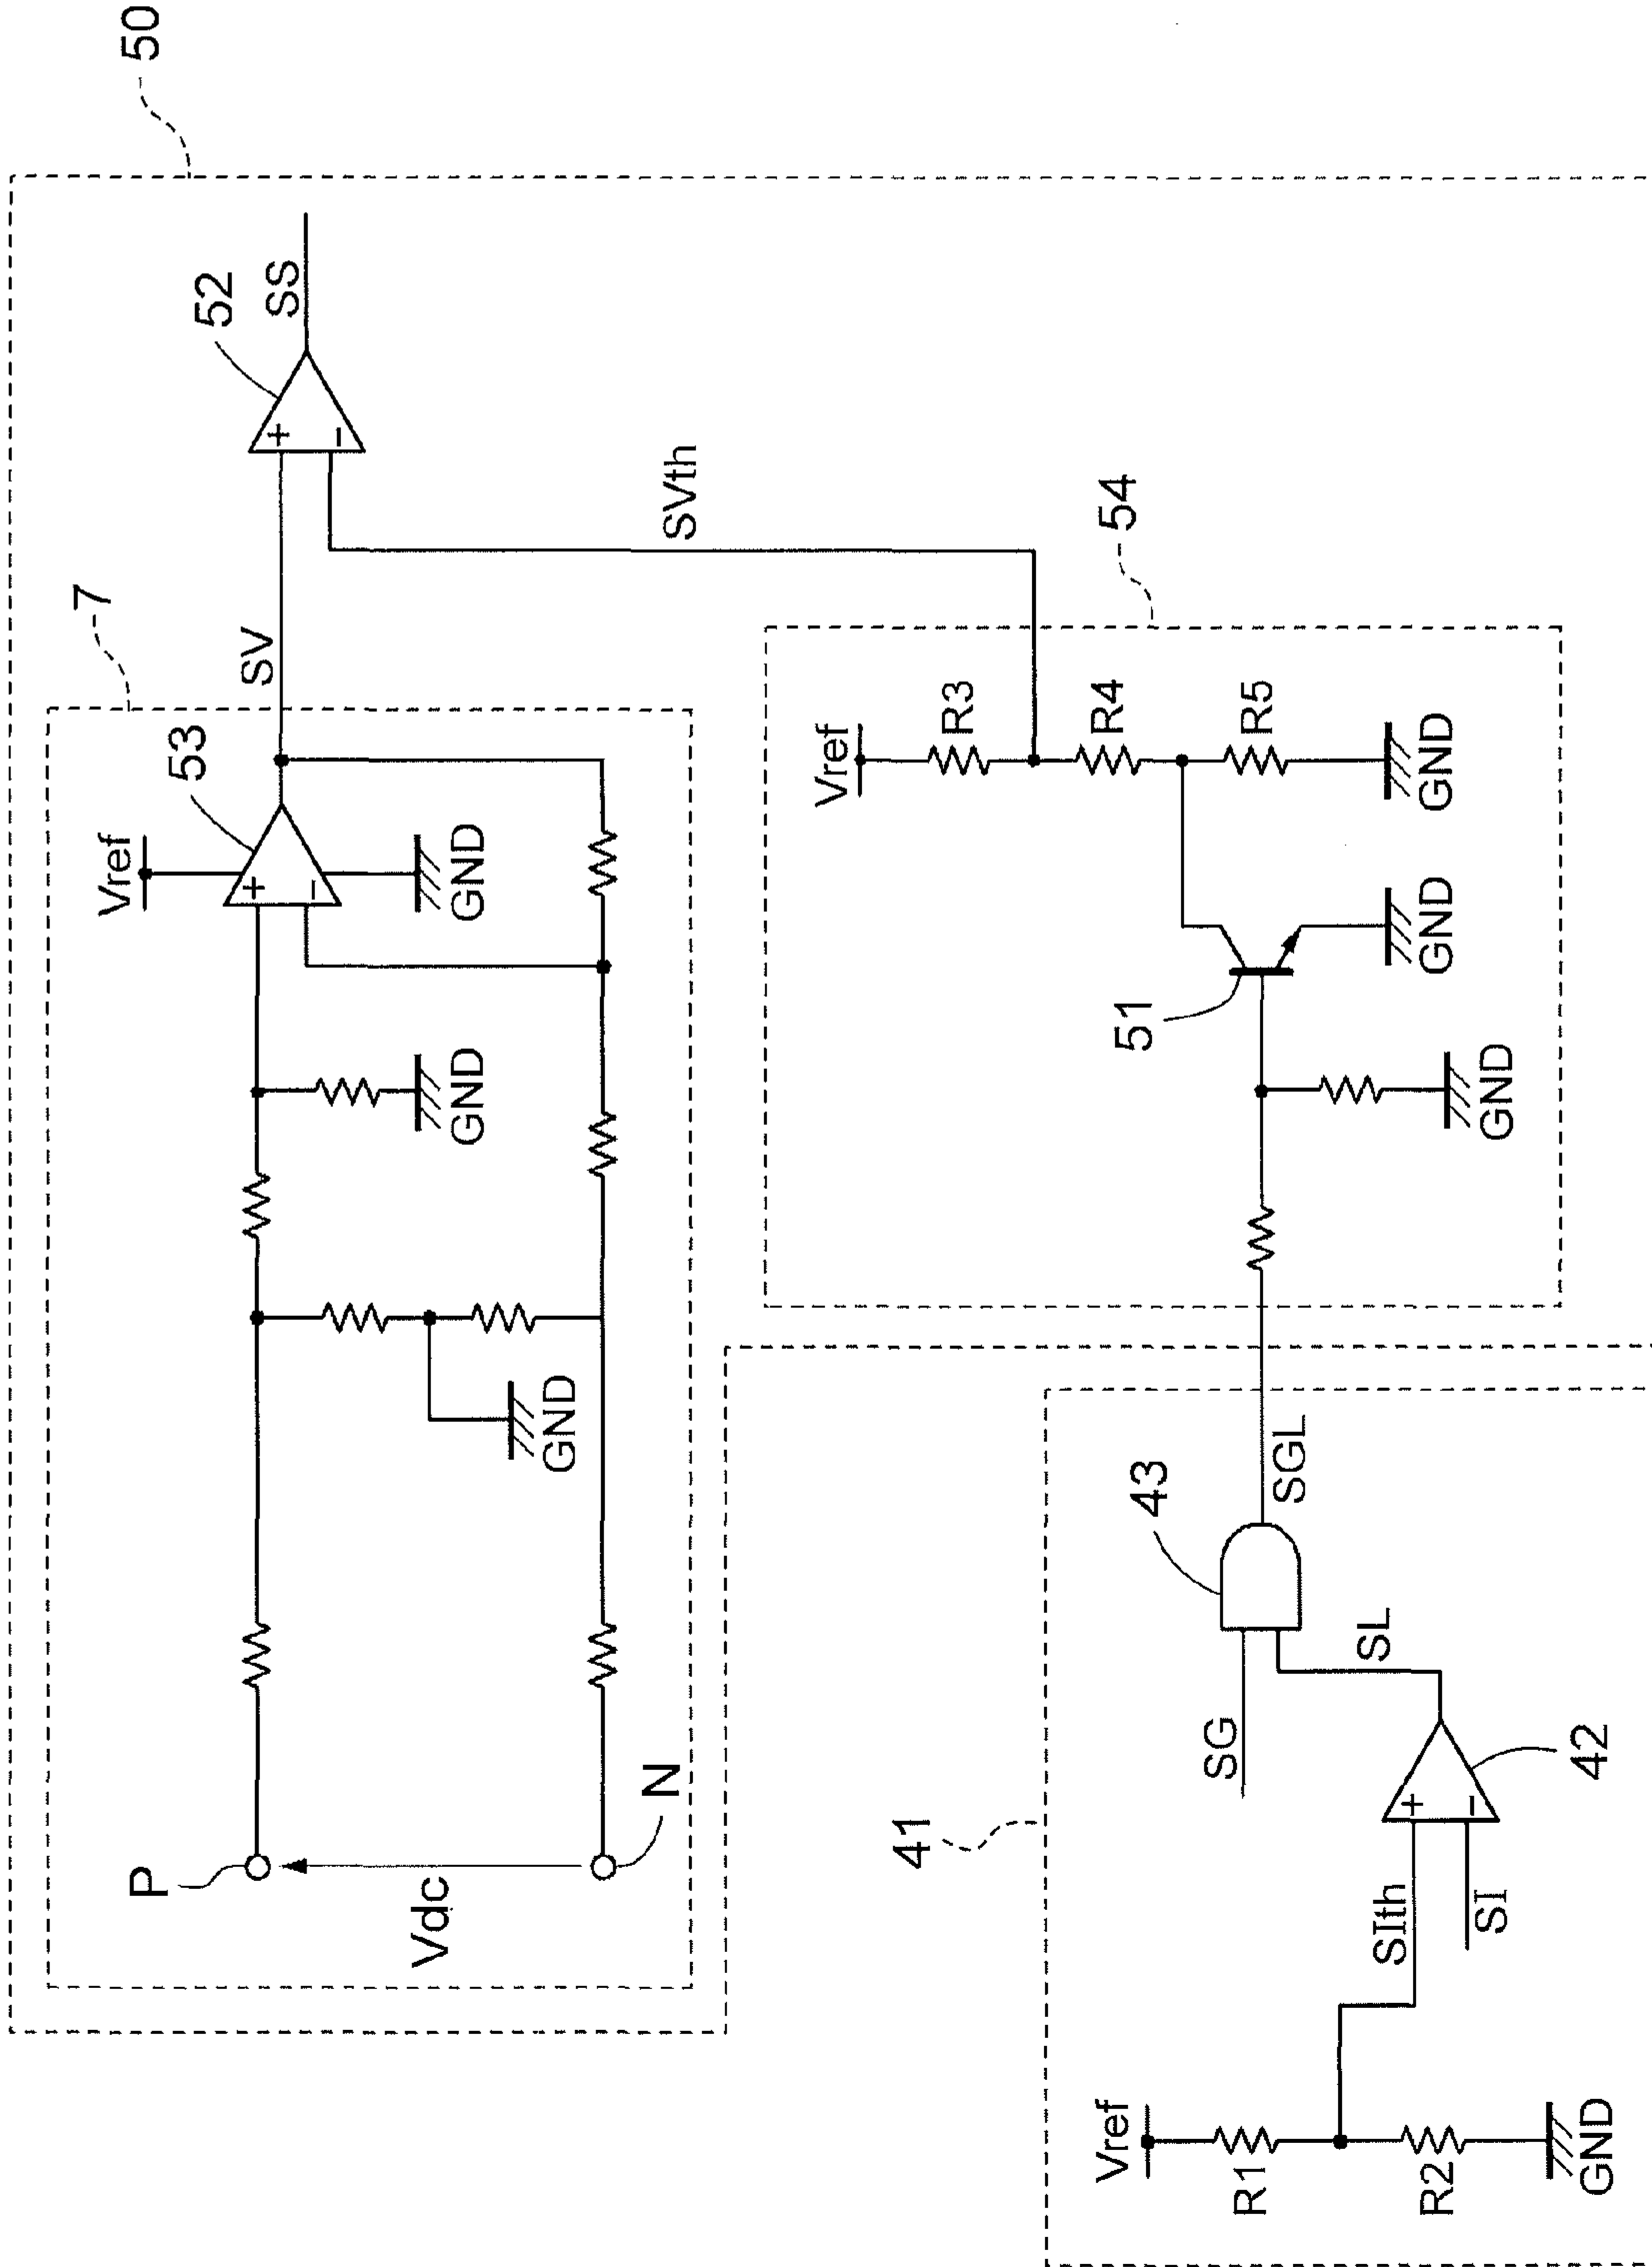 50
7
52
SS
53
SV
Vref
GND
GND
GND
P
N
Vdc
SVth
54
Vref
R3
R4
R5
GND
51
GND
GND
41
43
SG
SGL
SL
42
SIth
SI
Vref
R1
R2
GND